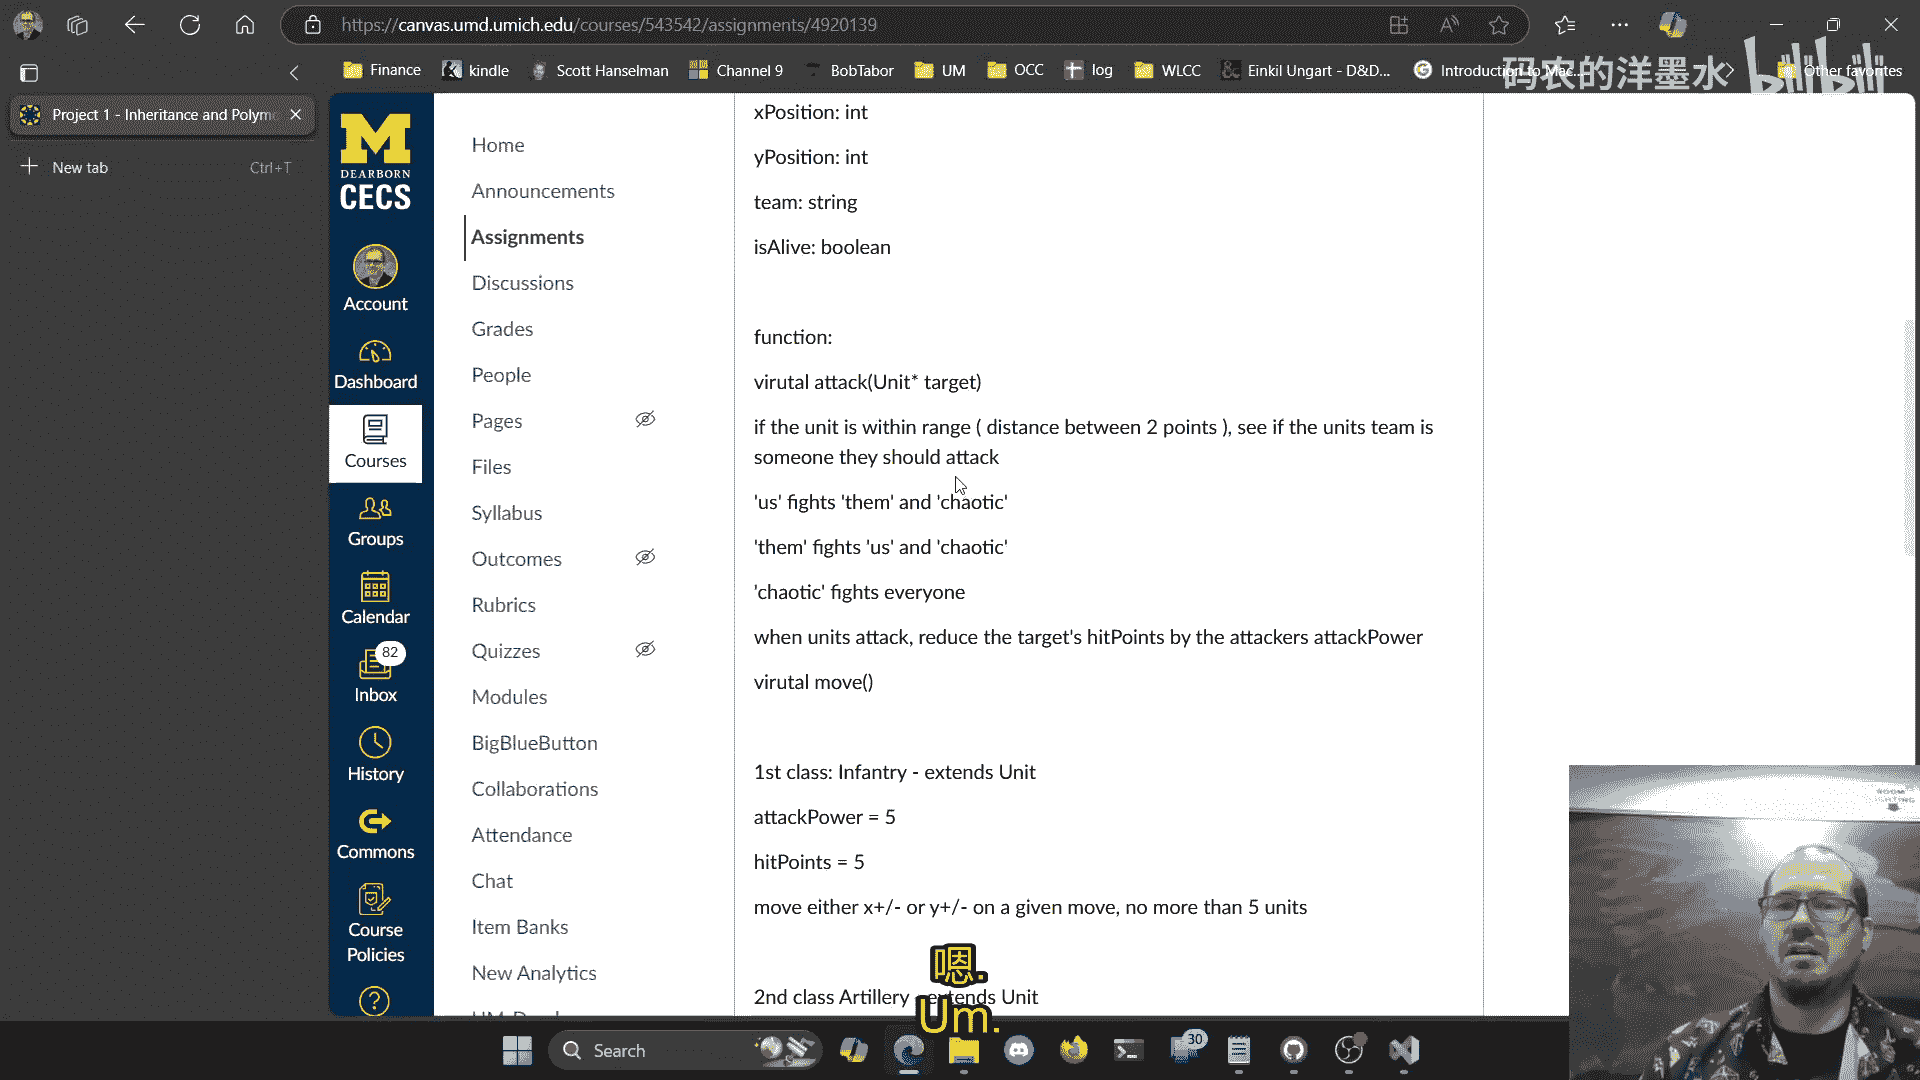 https://canvas.umd.umich.edu/courses/543542/assignments/4920139
Finance
kindle
Scott Hanselman
Channel 9
BobTabor
UM
OCC
log
WLCC
Einkil Ungart - D&D...
Introduction to Mac...
Other favorites
码农的洋墨水
bilibili
Project 1 - Inheritance and Polym
New tab
Ctrl+T
M
DEARBORN
CECS
Account
Dashboard
Courses
Groups
Calendar
82
Inbox
History
Commons
Course
Policies
Home
Announcements
Assignments
Discussions
Grades
People
Pages
Files
Syllabus
Outcomes
Rubrics
Quizzes
Modules
BigBlueButton
Collaborations
Attendance
Chat
Item Banks
New Analytics
xPosition: int
yPosition: int
team: string
isAlive: boolean
function:
virutal attack(Unit* target)
if the unit is within range ( distance between 2 points ), see if the units team is
someone they should attack
'us' fights 'them' and 'chaotic'
'them' fights 'us' and 'chaotic'
'chaotic' fights everyone
when units attack, reduce the target's hitPoints by the attackers attackPower
virutal move()
1st class: Infantry - extends Unit
attackPower = 5
hitPoints = 5
move either x+/- or y+/- on a given move, no more than 5 units
2nd class Artillery - extends Unit
嗯.
Um.
Search
30